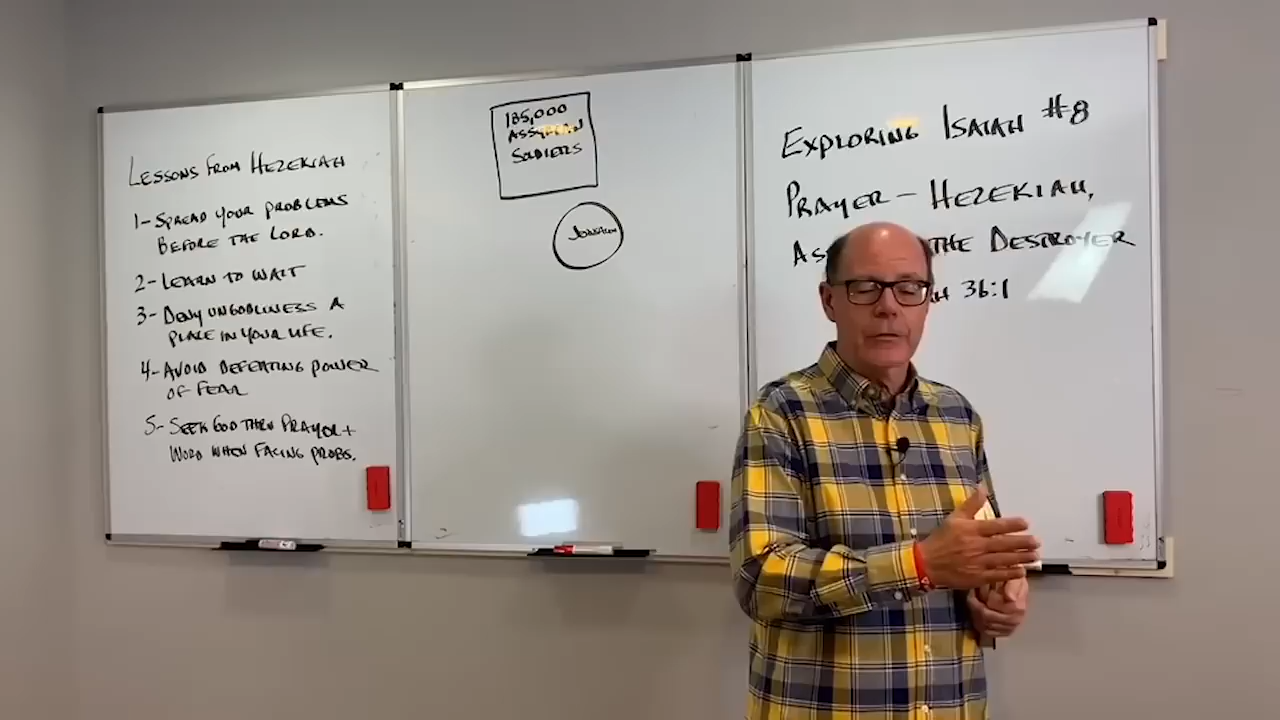 LESSONS FROM HEZEKIAH
1- SPREAD YOUR PROBLEMS
BEFORE THE LORD.
2- LEARN TO WAIT
3- DENY UNGODLINESS A
PLACE IN YOUR LIFE.
4- AVOID DEFEATING POWER
OF FEAR
5- SEEK GOD THRU PRAYER +
WORD WHEN FACING PROBS.
185,000
ASSYRIAN
SOLDIERS
EXPLORING ISAIAH #8
PRAYER - HEZEKIAH,
THE DESTROYER
36:1